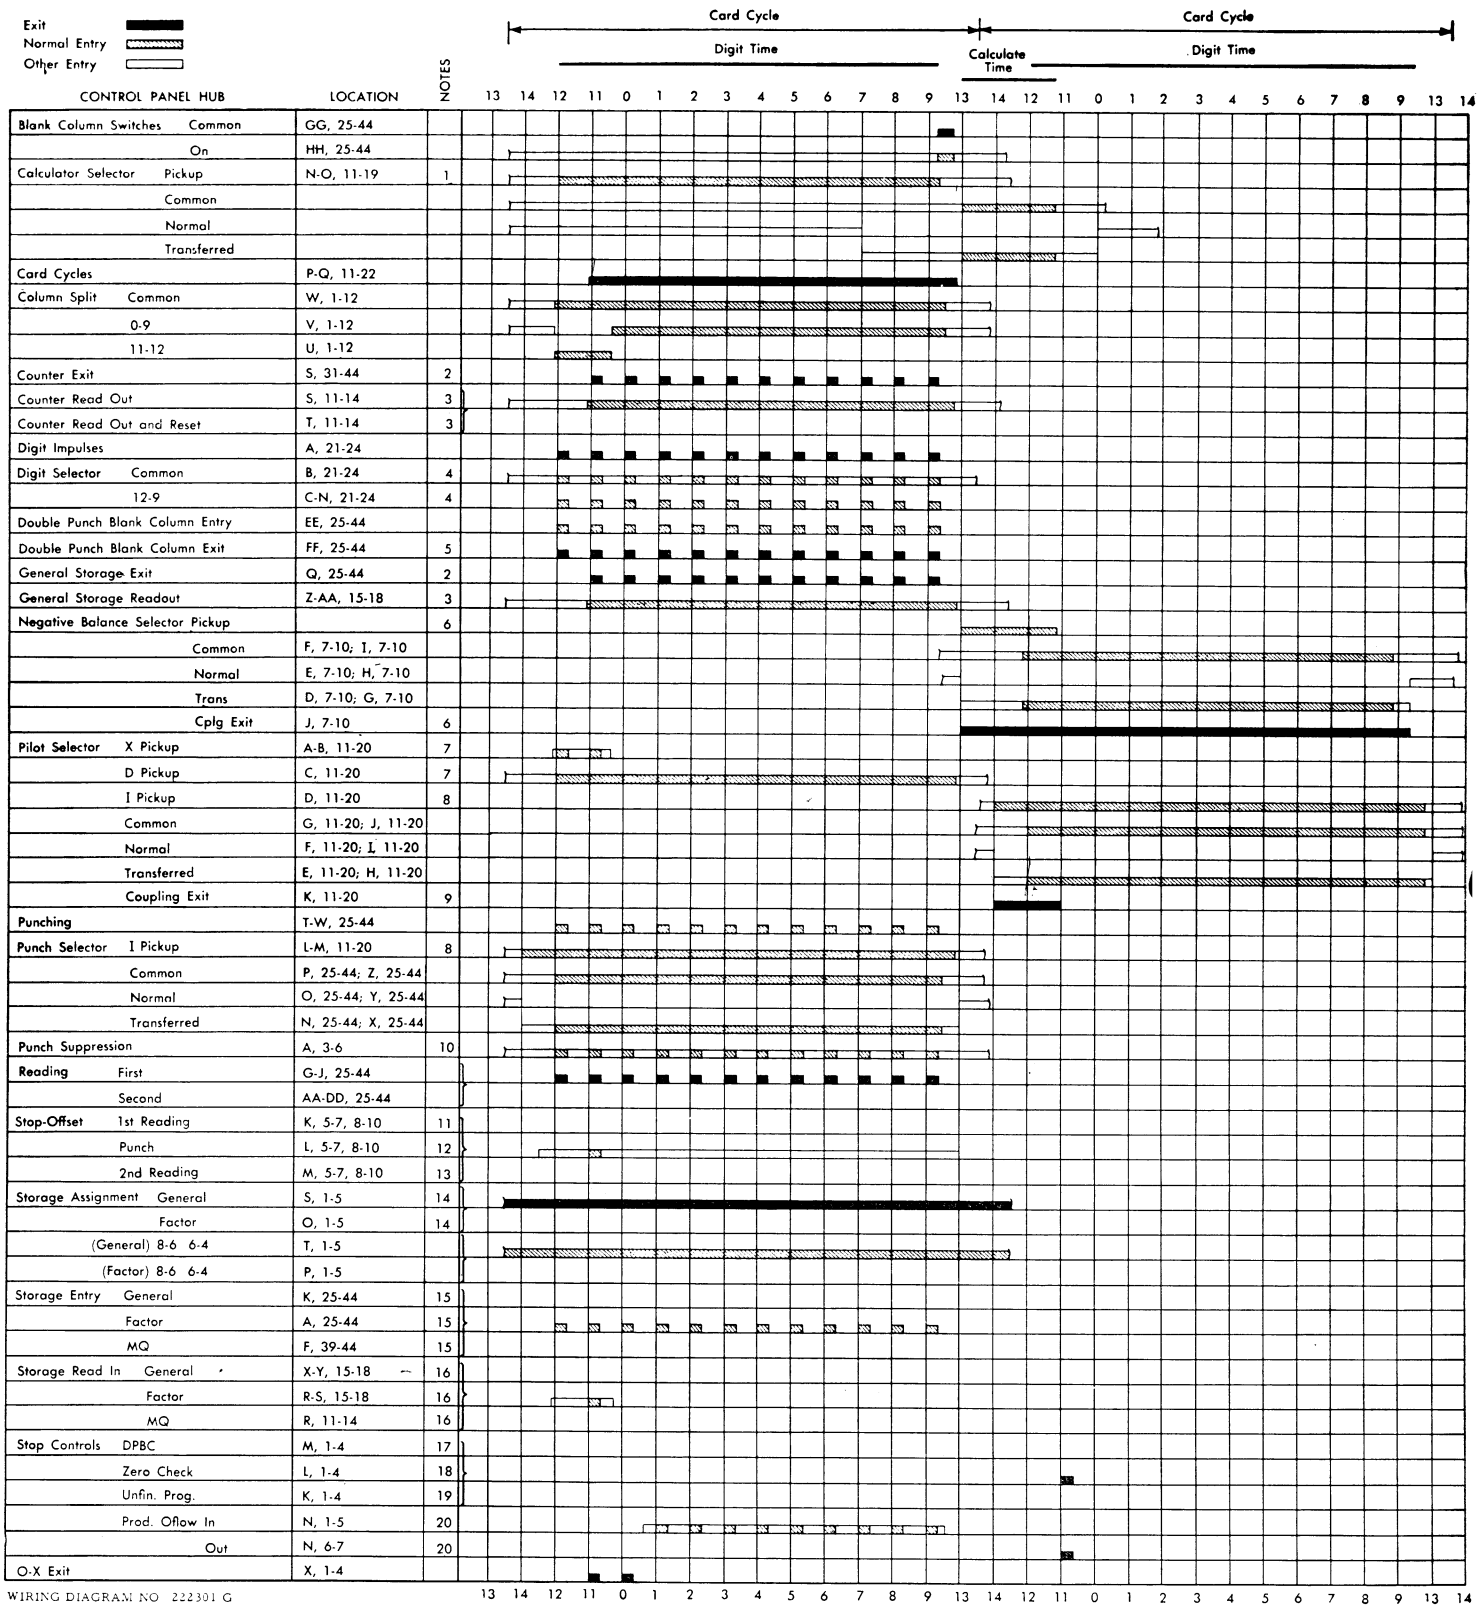 Exit
Normal Entry
Other Entry
Card Cycle Card Cycle
Digit Time Calculate Time Digit Time
CONTROL PANEL HUB LOCATION NOTES 13 14 12 11 0 1 2 3 4 5 6 7 8 9 13 14 12 11 0 1 2 3 4 5 6 7 8 9 13 14
Blank Column Switches Common GG, 25-44
On HH, 25-44
Calculator Selector Pickup N-O, 11-19 1
Common
Normal
Transferred
Card Cycles P-Q, 11-22
Column Split Common W, 1-12
0-9 V, 1-12
11-12 U, 1-12
Counter Exit S, 31-44 2
Counter Read Out S, 11-14 3
Counter Read Out and Reset T, 11-14 3
Digit Impulses A, 21-24
Digit Selector Common B, 21-24 4
12-9 C-N, 21-24 4
Double Punch Blank Column Entry EE, 25-44
Double Punch Blank Column Exit FF, 25-44 5
General Storage Exit Q, 25-44 2
General Storage Readout Z-AA, 15-18 3
Negative Balance Selector Pickup 6
Common F, 7-10; I, 7-10
Normal E, 7-10; H, 7-10
Trans D, 7-10; G, 7-10
Cplg Exit J, 7-10 6
Pilot Selector X Pickup A-B, 11-20 7
D Pickup C, 11-20 7
I Pickup D, 11-20 8
Common G, 11-20; J, 11-20
Normal F, 11-20; I, 11-20
Transferred E, 11-20; H, 11-20
Coupling Exit K, 11-20 9
Punching T-W, 25-44
Punch Selector I Pickup L-M, 11-20 8
Common P, 25-44; Z, 25-44
Normal O, 25-44; Y, 25-44
Transferred N, 25-44; X, 25-44
Punch Suppression A, 3-6 10
Reading First G-J, 25-44
Second AA-DD, 25-44
Stop-Offset 1st Reading K, 5-7, 8-10 11
Punch L, 5-7, 8-10 12
2nd Reading M, 5-7, 8-10 13
Storage Assignment General S, 1-5 14
Factor O, 1-5 14
(General) 8-6 6-4 T, 1-5
(Factor) 8-6 6-4 P, 1-5
Storage Entry General K, 25-44 15
Factor A, 25-44 15
MQ F, 39-44 15
Storage Read In General X-Y, 15-18 16
Factor R-S, 15-18 16
MQ R, 11-14 16
Stop Controls DPBC M, 1-4 17
Zero Check L, 1-4 18
Unfin. Prog. K, 1-4 19
Prod. Oflow In N, 1-5 20
Out N, 6-7 20
O-X Exit X, 1-4
WIRING DIAGRAM NO 222301 G 13 14 12 11 0 1 2 3 4 5 6 7 8 9 13 14 12 11 0 1 2 3 4 5 6 7 8 9 13 14